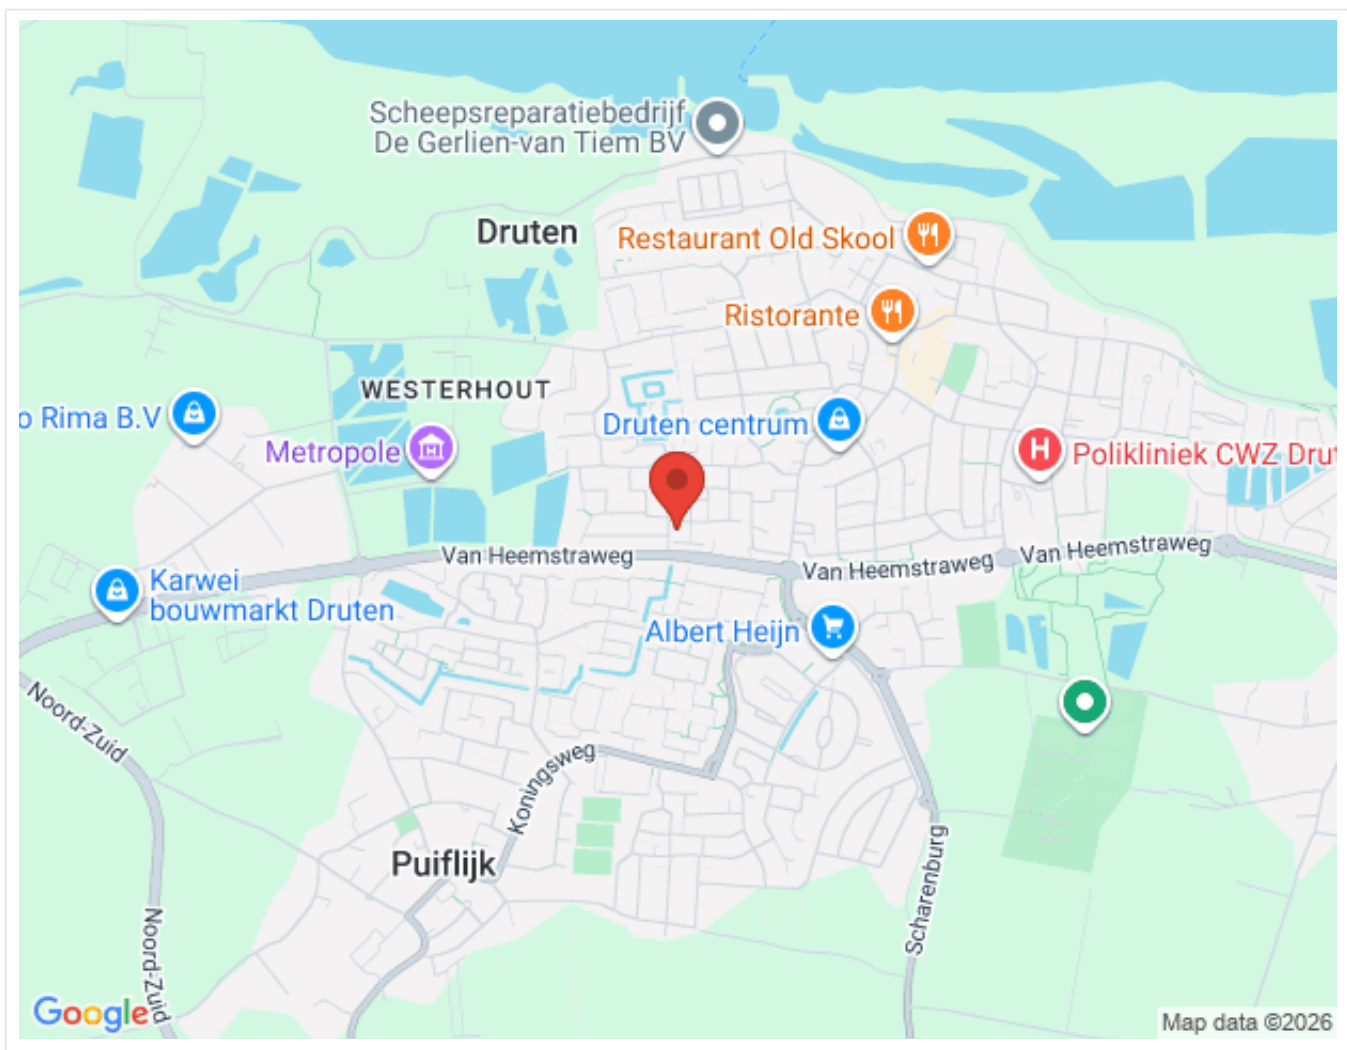 Scheepsreparatiebedrijf
De Gerlien-van Tiem BV
Druten
Restaurant Old Skool
Ristorante
WESTERHOUT
o Rima B.V
Druten centrum
Metropole
Polikliniek CWZ Drut
Van Heemstraweg
Van Heemstraweg
Van Heemstraweg
Karwei
bouwmarkt Druten
Albert Heijn
Noord-Zuid
Koningsweg
Puiflijk
Scharenburg
Noord-Zuid
Google
Map data ©2026